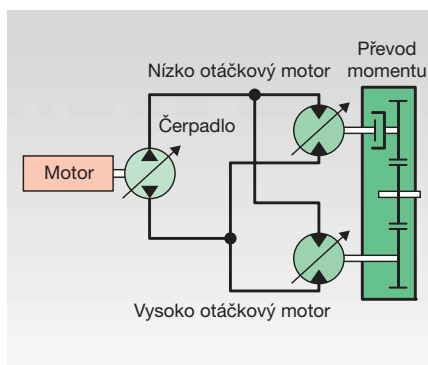 Převod
momentu
Nízko otáčkový motor
Čerpadlo
Motor
Vysoko otáčkový motor